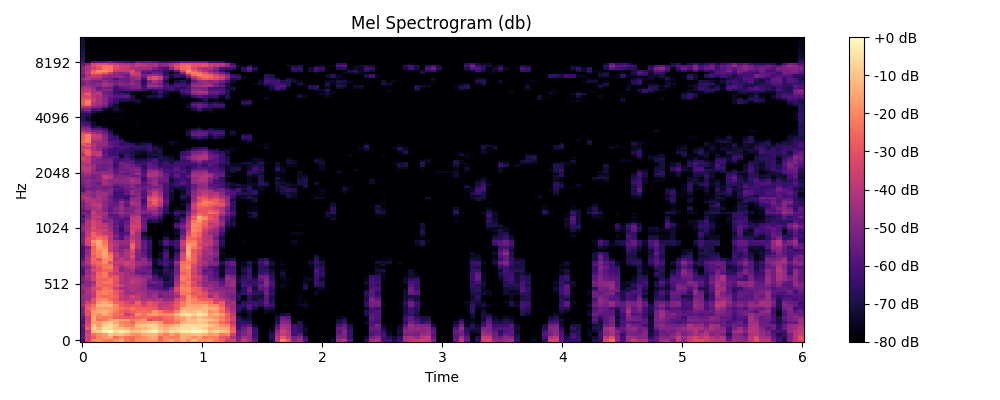 Mel Spectrogram (db)
8192
4096
2048
1024
512
0
Hz
0 1 2 3 4 5 6
Time
+0 dB
-10 dB
-20 dB
-30 dB
-40 dB
-50 dB
-60 dB
-70 dB
-80 dB